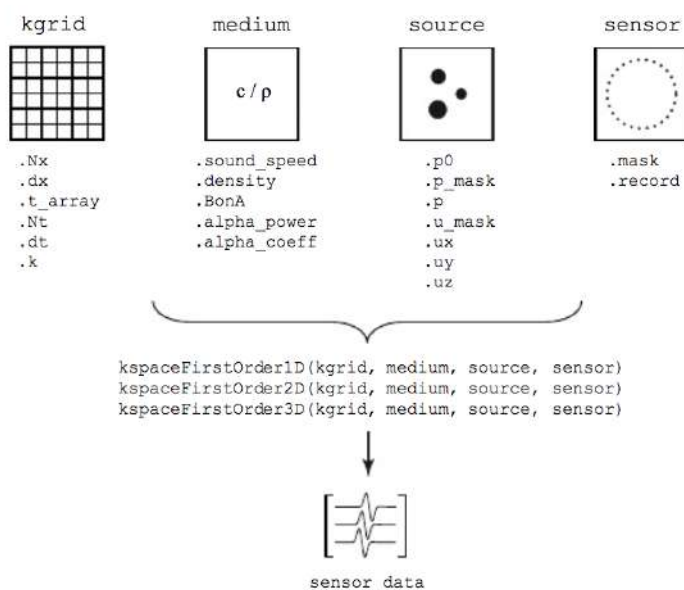 kgrid
medium
source
sensor
c / ρ
.Nx
.dx
.t_array
.Nt
.dt
.k
.sound_speed
.density
.BonA
.alpha_power
.alpha_coeff
.p0
.p_mask
.p
.u_mask
.ux
.uy
.uz
.mask
.record
kspaceFirstOrder1D(kgrid, medium, source, sensor)
kspaceFirstOrder2D(kgrid, medium, source, sensor)
kspaceFirstOrder3D(kgrid, medium, source, sensor)
sensor data